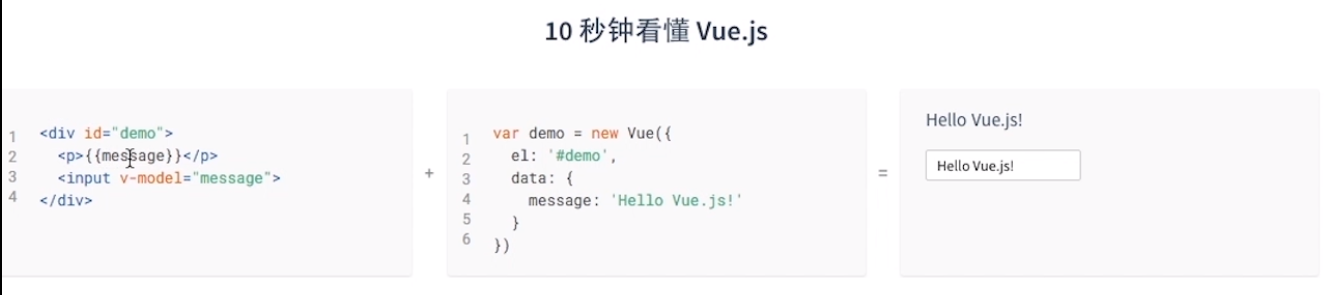 10 秒钟看懂 Vue.js
1 <div id="demo">
2   <p>{{message}}</p>
3   <input v-model="message">
4 </div>
+
1 var demo = new Vue({
2   el: '#demo',
3   data: {
4     message: 'Hello Vue.js!'
5   }
6 })
=
Hello Vue.js!
Hello Vue.js!